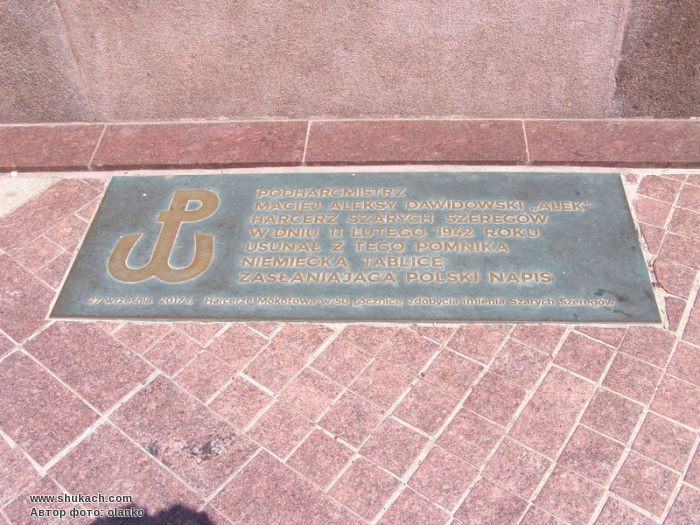 PODHARCMISTRZ
MACIEJ ALEKSY DAWIDOWSKI „ALEK”
HARCERZ SZARYCH SZEREGÓW
W DNIU 11 LUTEGO 1942 ROKU
USUNĄŁ Z TEGO POMNIKA
NIEMIECKĄ TABLICĘ
ZASŁANIAJĄCĄ POLSKI NAPIS
27 września 2017 r. Harcerze Mokotowa w 50 rocznicę zdobycia Imienia Szarych Szeregów
www.shukach.com
Автор фото: olanko